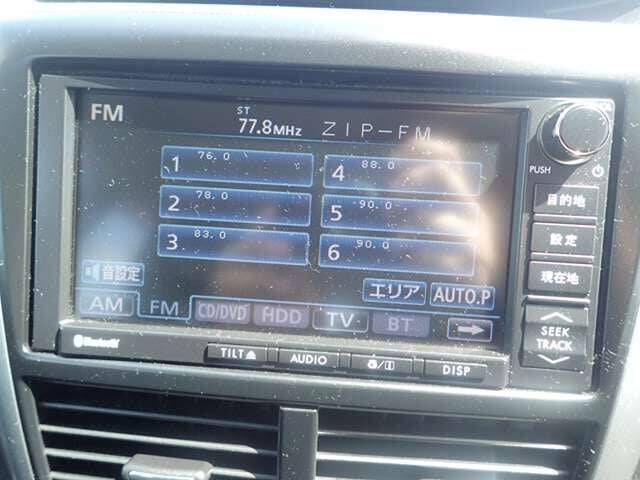 FM ST 77.8MHz ZIP-FM
1 76.0
2 78.0
3 83.0
4 88.0
5 90.0
6 90.0
音設定
エリア AUTO.P
AM FM CD/DVD HDD TV BT
Bluetooth
TILT AUDIO DISP
PUSH
目的地
設定
現在地
SEEK
TRACK